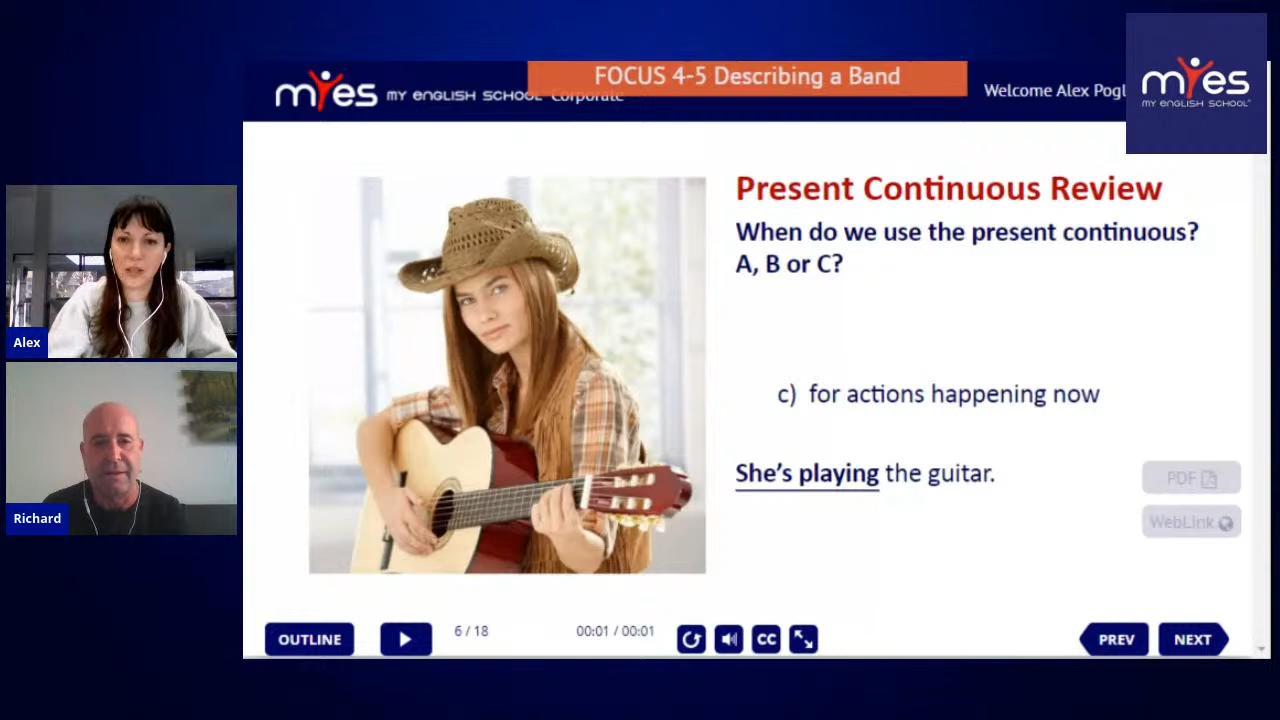 FOCUS 4-5 Describing a Band
myes MY ENGLISH SCHOOL Corporate
Welcome Alex Pogl
myes
MY ENGLISH SCHOOL
Present Continuous Review
When do we use the present continuous?
A, B or C?
c) for actions happening now
She's playing the guitar.
PDF
WebLink
Alex
Richard
OUTLINE
6 / 18
00:01 / 00:01
CC
PREV
NEXT